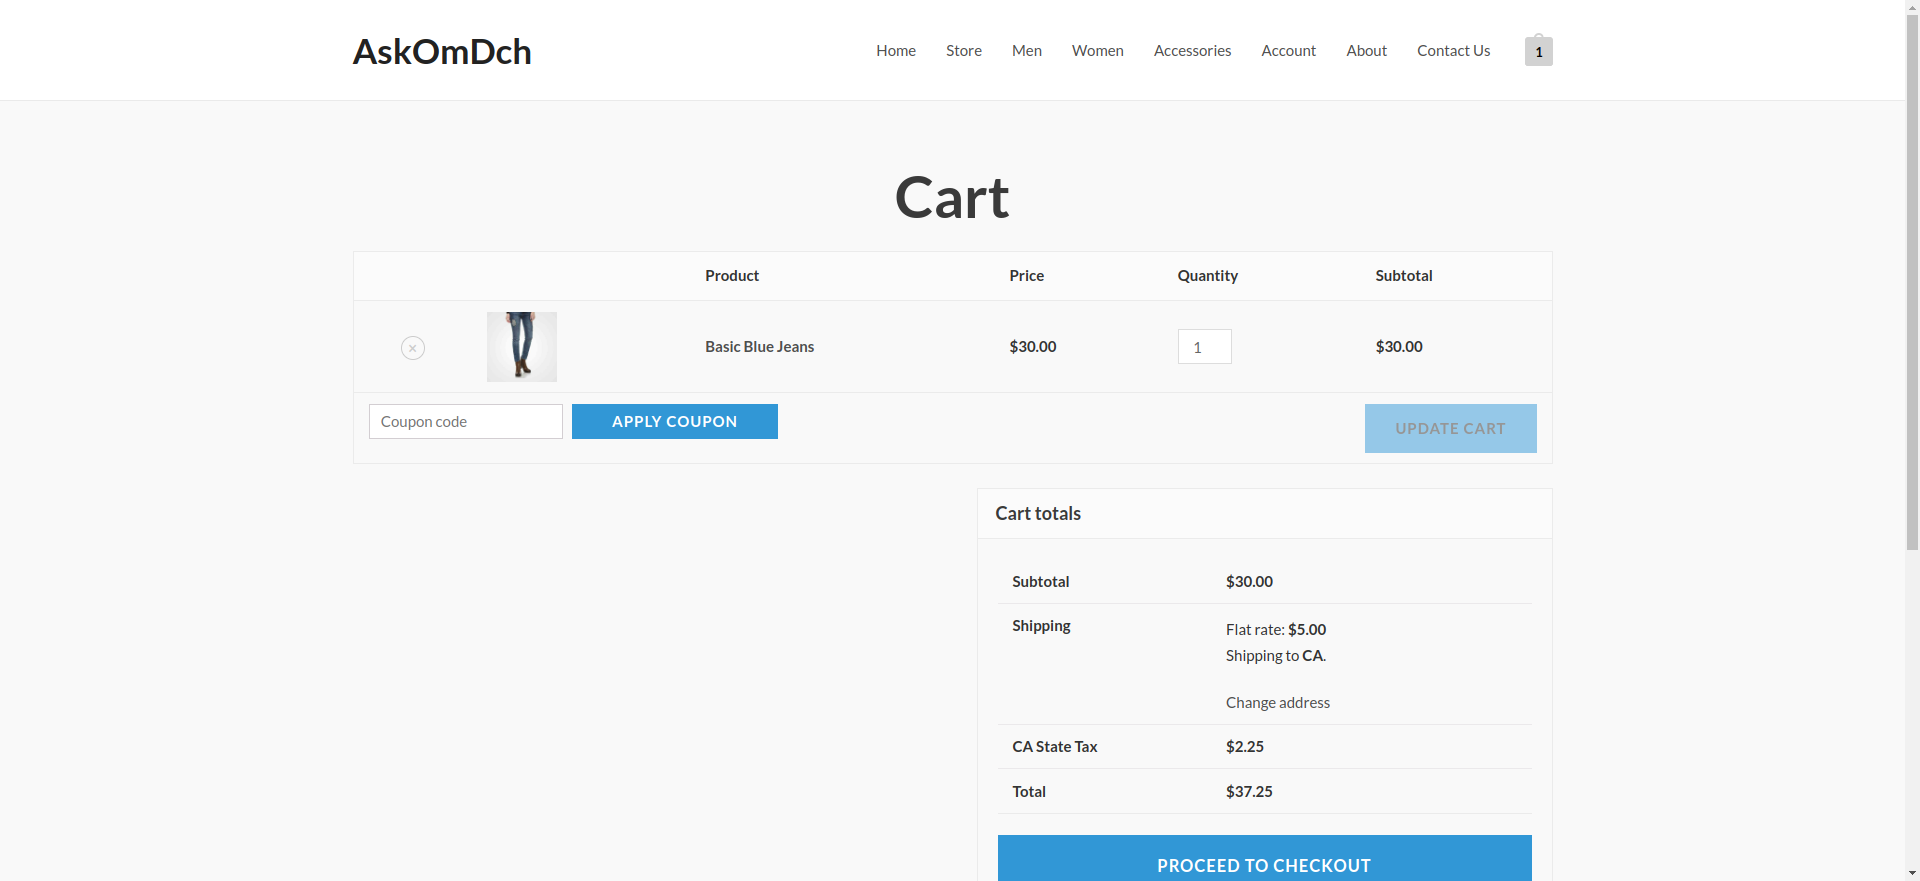 AskOmDch
Home Store Men Women Accessories Account About Contact Us 1
Cart
Product Price Quantity Subtotal
× Basic Blue Jeans $30.00 1 $30.00
Coupon code APPLY COUPON UPDATE CART
Cart totals
Subtotal $30.00
Shipping Flat rate: $5.00
Shipping to CA.
Change address
CA State Tax $2.25
Total $37.25
PROCEED TO CHECKOUT